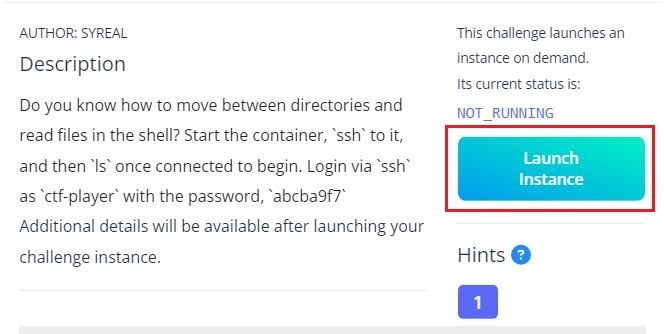 AUTHOR: SYREAL
Description
Do you know how to move between directories and
read files in the shell? Start the container, `ssh` to it,
and then `ls` once connected to begin. Login via `ssh`
as `ctf-player` with the password, `abcba9f7`
Additional details will be available after launching your
challenge instance.
This challenge launches an
instance on demand.
Its current status is:
NOT_RUNNING
Launch
Instance
Hints ?
1